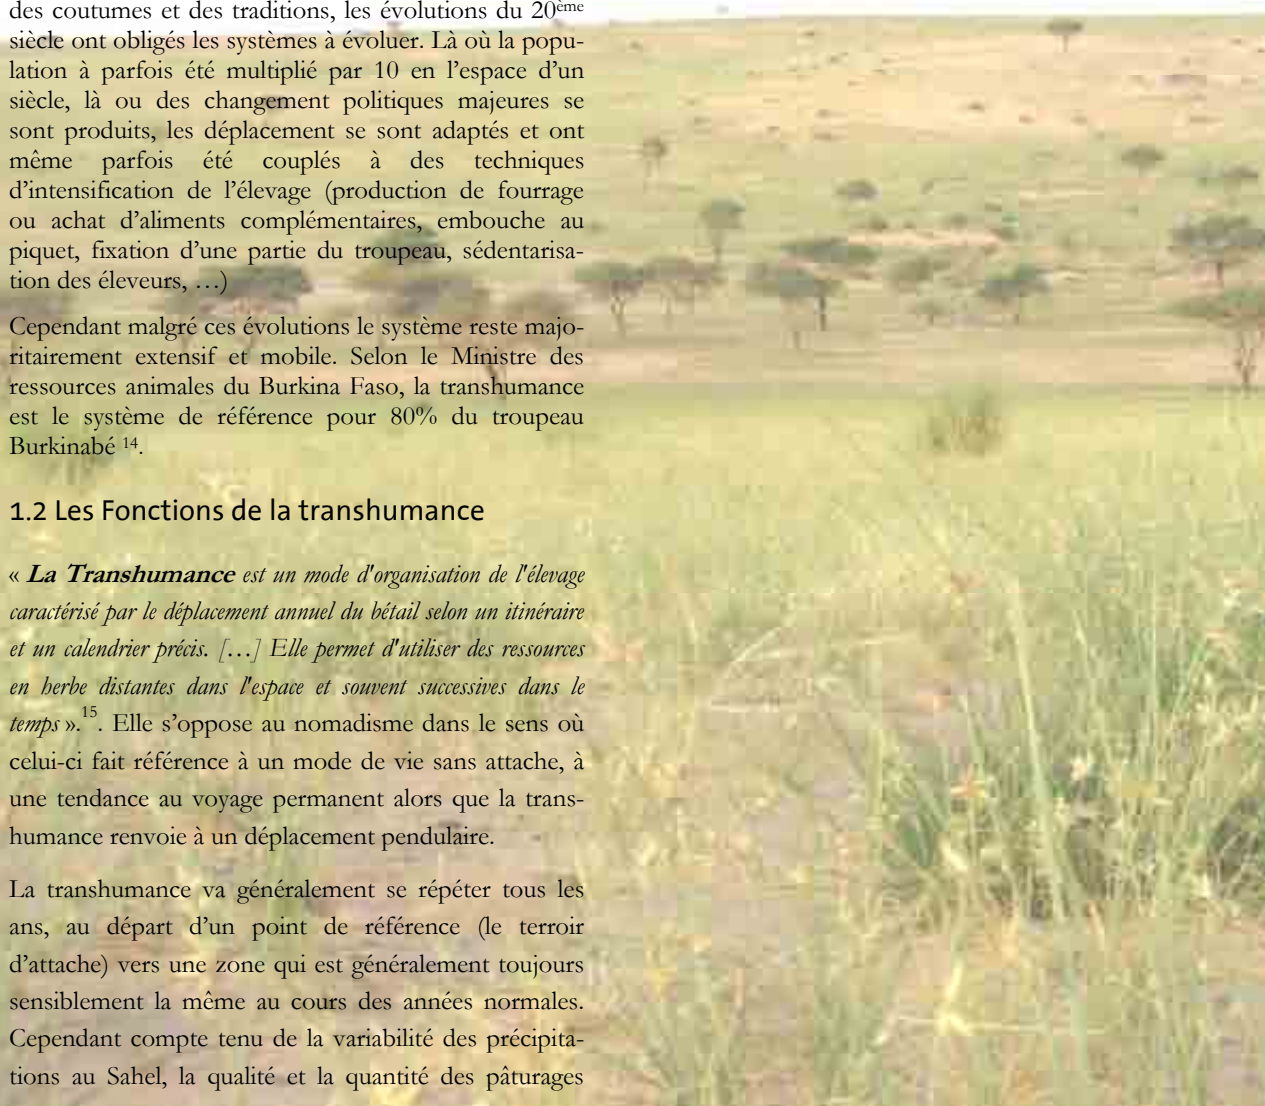 des coutumes et des traditions, les évolutions du 20ème
siècle ont obligés les systèmes à évoluer. Là où la popu-
lation à parfois été multiplié par 10 en l'espace d'un
siècle, là ou des changement politiques majeures se
sont produits, les déplacement se sont adaptés et ont
même parfois été couplés à des techniques
d'intensification de l'élevage (production de fourrage
ou achat d'aliments complémentaires, embouche au
piquet, fixation d'une partie du troupeau, sédentarisa-
tion des éleveurs, …)
Cependant malgré ces évolutions le système reste majo-
ritairement extensif et mobile. Selon le Ministre des
ressources animales du Burkina Faso, la transhumance
est le système de référence pour 80% du troupeau
Burkinabé 14.
1.2 Les Fonctions de la transhumance
« La Transhumance est un mode d'organisation de l'élevage
caractérisé par le déplacement annuel du bétail selon un itinéraire
et un calendrier précis. […] Elle permet d'utiliser des ressources
en herbe distantes dans l'espace et souvent successives dans le
temps ».15. Elle s'oppose au nomadisme dans le sens où
celui-ci fait référence à un mode de vie sans attache, à
une tendance au voyage permanent alors que la trans-
humance renvoie à un déplacement pendulaire.
La transhumance va généralement se répéter tous les
ans, au départ d'un point de référence (le terroir
d'attache) vers une zone qui est généralement toujours
sensiblement la même au cours des années normales.
Cependant compte tenu de la variabilité des précipita-
tions au Sahel, la qualité et la quantité des pâturages